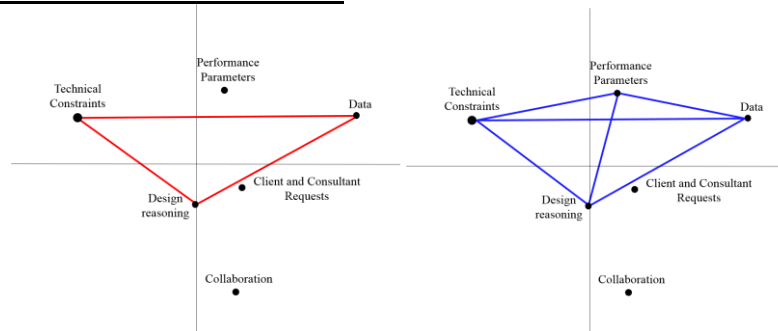 Performance
Parameters
Technical
Constraints
Data
Client and Consultant
Requests
Design
reasoning
Collaboration
Performance
Parameters
Technical
Constraints
Data
Client and Consultant
Requests
Design
reasoning
Collaboration